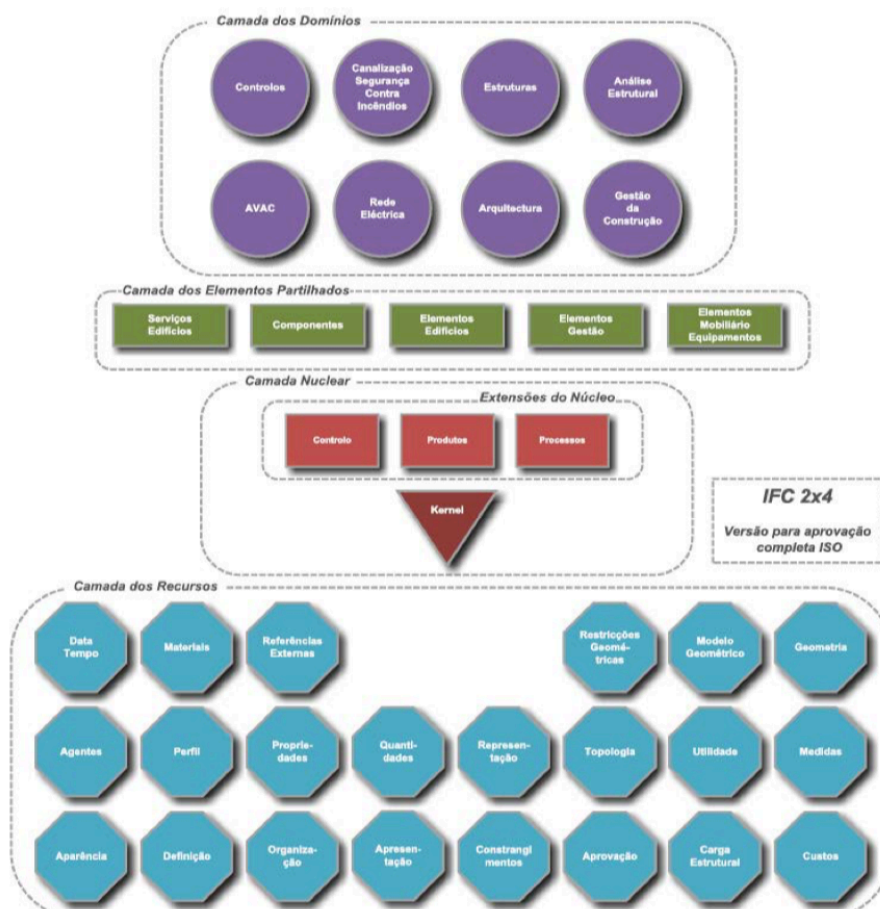 Camada dos Domínios
Controlos
Canalização
Segurança
Contra
Incêndios
Estruturas
Análise
Estrutural
AVAC
Rede
Eléctrica
Arquitectura
Gestão
da
Construção
Camada dos Elementos Partilhados
Serviços
Edifícios
Componentes
Elementos
Edifícios
Elementos
Gestão
Elementos
Mobiliário
Equipamentos
Camada Nuclear
Extensões do Núcleo
Controlo
Produtos
Processos
Kernel
IFC 2x4
Versão para aprovação
completa ISO
Camada dos Recursos
Data
Tempo
Materiais
Referências
Externas
Restricções
Geomé-
tricas
Modelo
Geométrico
Geometria
Agentes
Perfil
Proprie-
dades
Quanti-
dades
Represen-
tação
Topologia
Utilidade
Medidas
Aparência
Definição
Organiza-
ção
Apresen-
tação
Constrangi
mentos
Aprovação
Carga
Estrutural
Custos